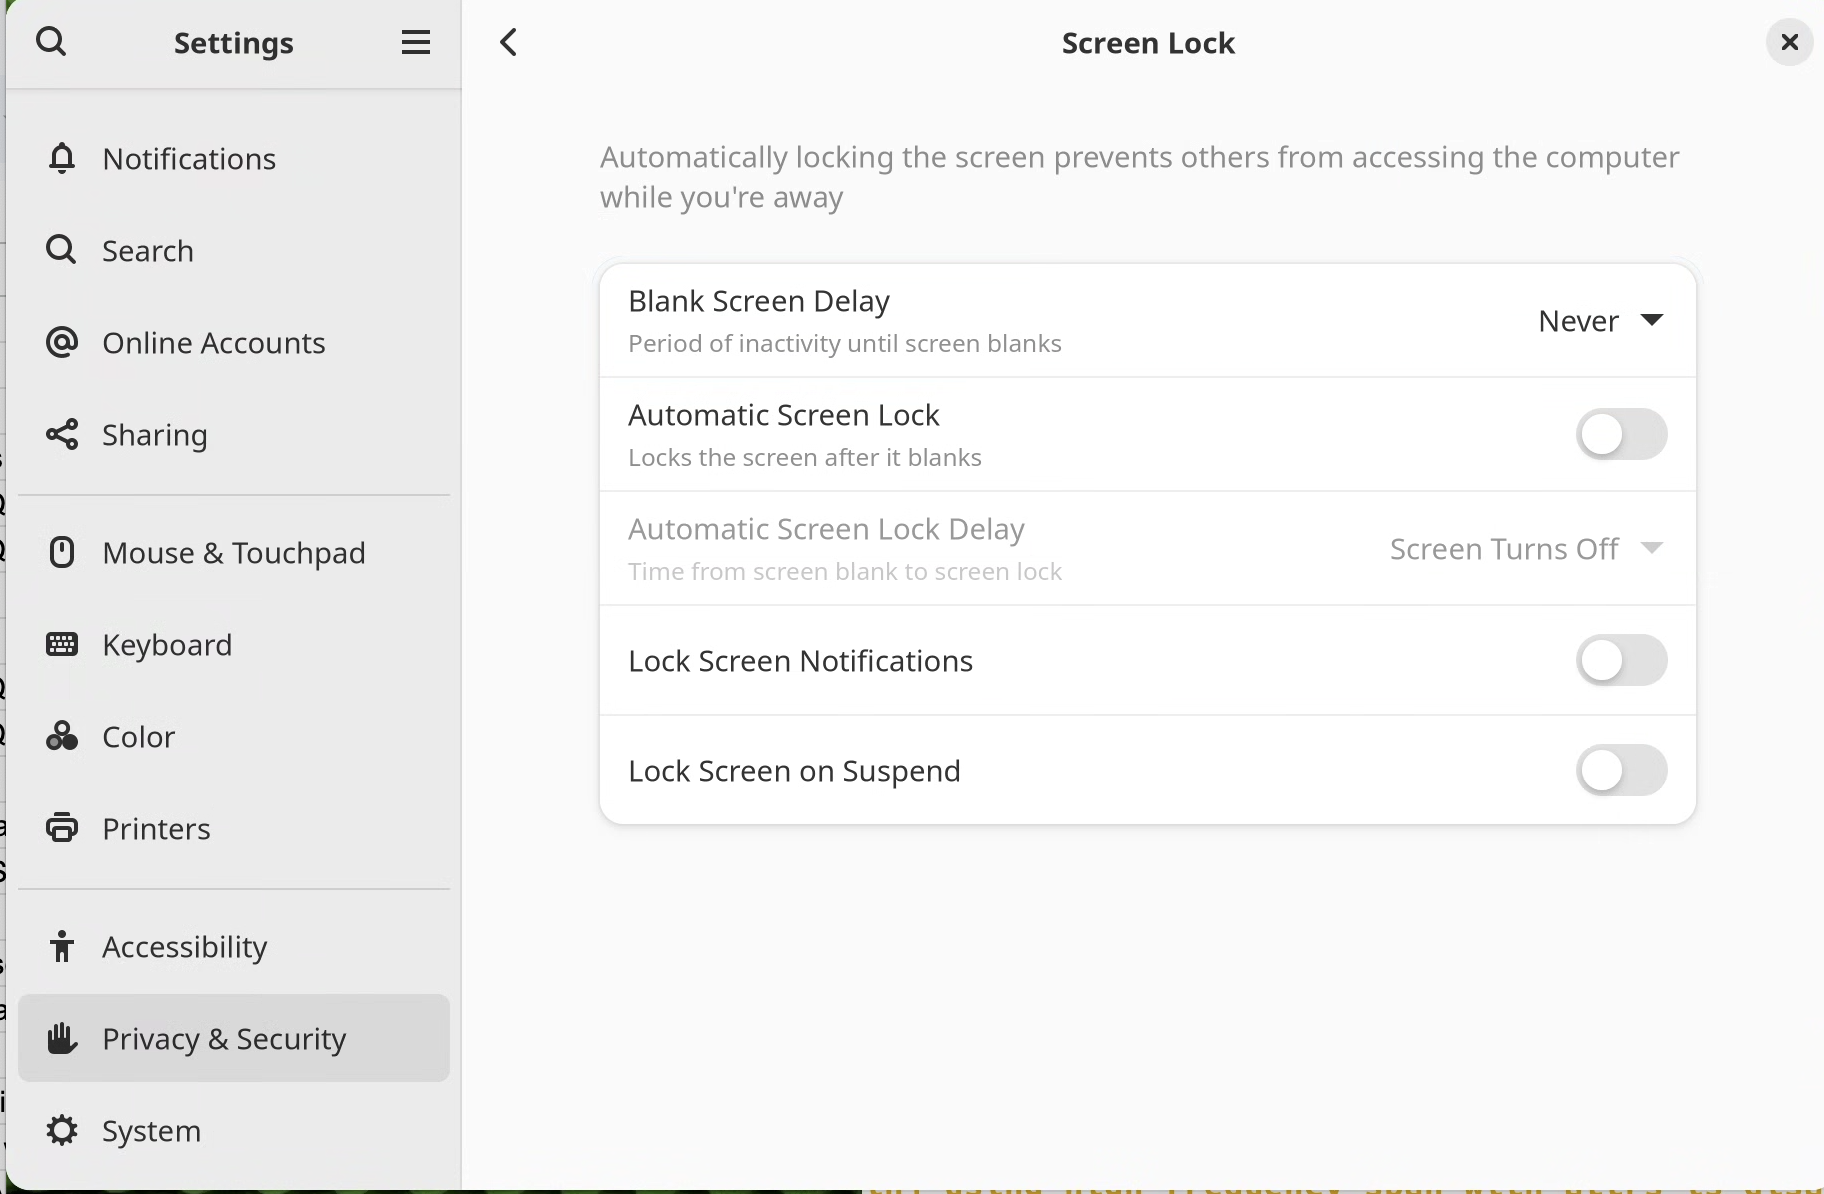 Settings
Notifications
Search
Online Accounts
Sharing
Mouse & Touchpad
Keyboard
Color
Printers
Accessibility
Privacy & Security
System
Screen Lock
Automatically locking the screen prevents others from accessing the computer
while you're away
Blank Screen Delay
Never
Period of inactivity until screen blanks
Automatic Screen Lock
Locks the screen after it blanks
Automatic Screen Lock Delay
Screen Turns Off
Time from screen blank to screen lock
Lock Screen Notifications
Lock Screen on Suspend